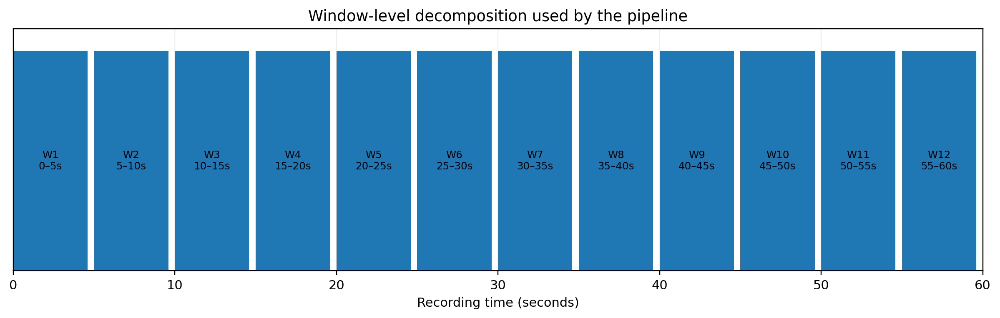 Window-level decomposition used by the pipeline
W1
0–5s
W2
5–10s
W3
10–15s
W4
15–20s
W5
20–25s
W6
25–30s
W7
30–35s
W8
35–40s
W9
40–45s
W10
45–50s
W11
50–55s
W12
55–60s
0 10 20 30 40 50 60
Recording time (seconds)